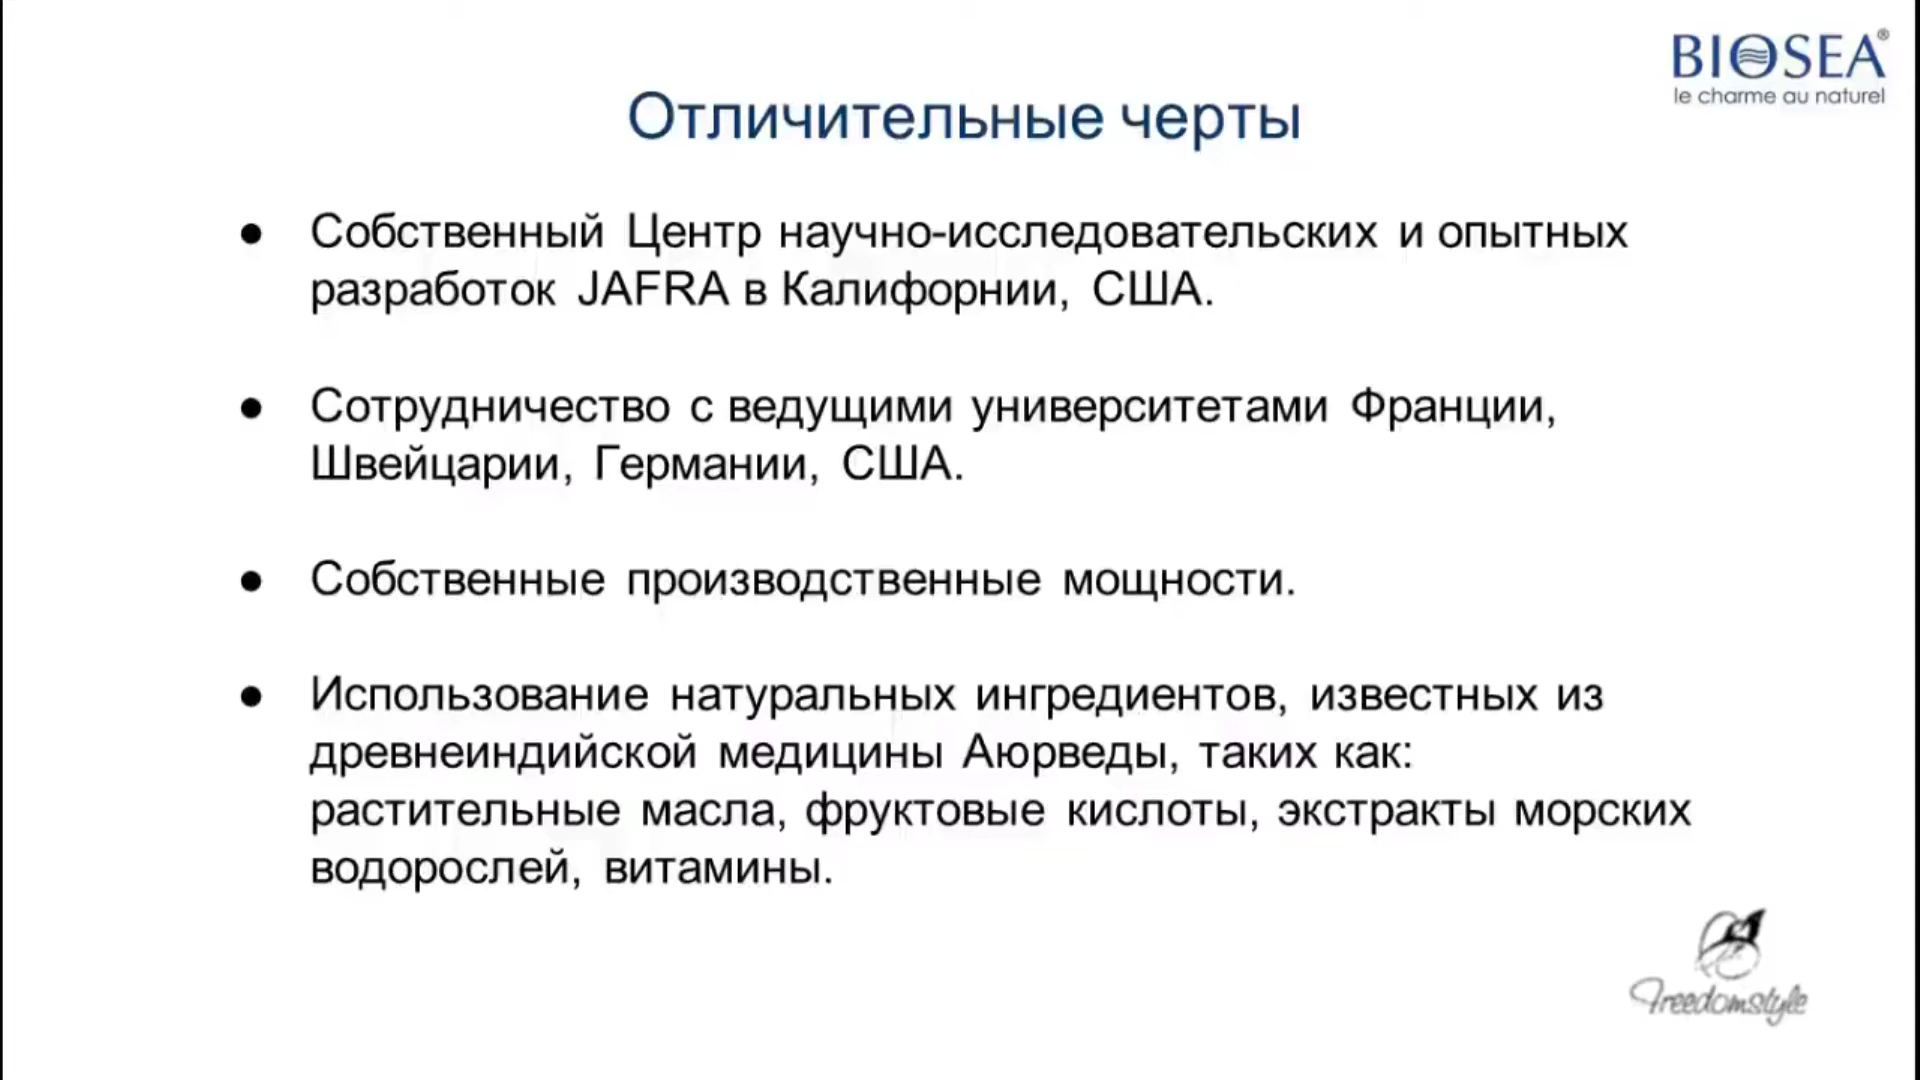 BIOSEA®
le charme au naturel
Отличительные черты
● Собственный Центр научно-исследовательских и опытных
разработок JAFRA в Калифорнии, США.
● Сотрудничество с ведущими университетами Франции,
Швейцарии, Германии, США.
● Собственные производственные мощности.
● Использование натуральных ингредиентов, известных из
древнеиндийской медицины Аюрведы, таких как:
растительные масла, фруктовые кислоты, экстракты морских
водорослей, витамины.
Freedomstyle